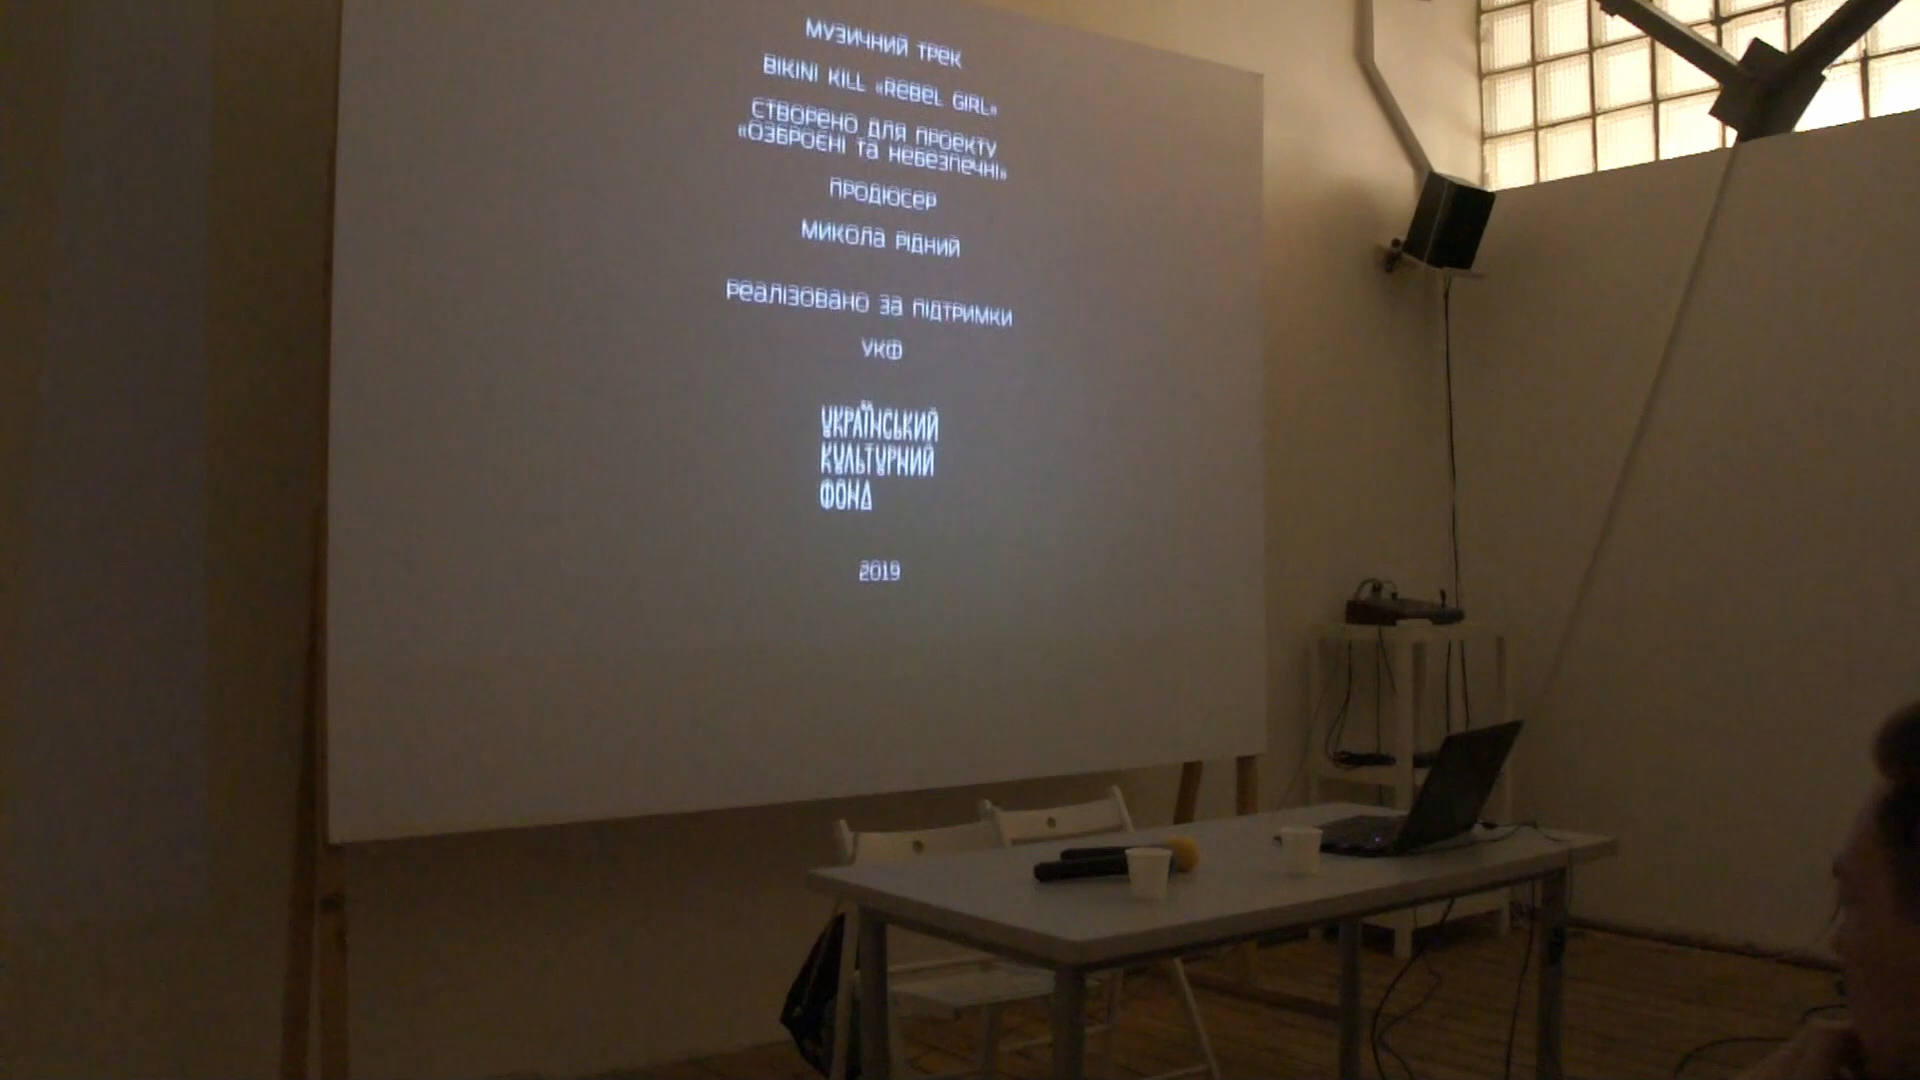 МУЗИЧНИЙ ТРЕК
BIKINI KILL «REBEL GIRL»
СТВОРЕНО ДЛЯ ПРОЕКТУ
«ОЗБРОЄНІ ТА НЕБЕЗПЕЧНІ»
ПРОДЮСЕР
МИКОЛА РІДНИЙ
РЕАЛІЗОВАНО ЗА ПІДТРИМКИ
УКФ
УКРАЇНСЬКИЙ
КУЛЬТУРНИЙ
ФОНД
2019